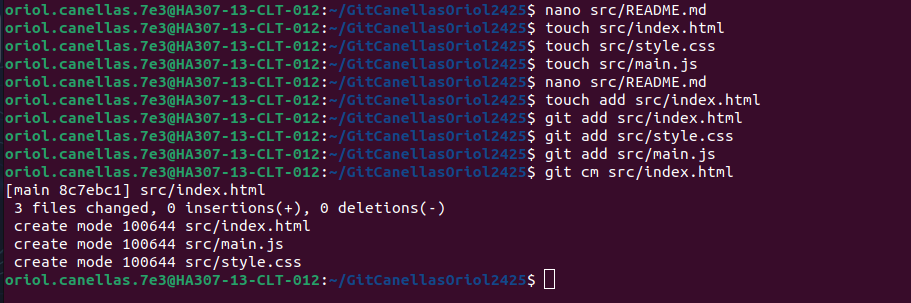 oriol.canellas.7e3@HA307-13-CLT-012:~/GitCanellasOriol2425$ nano src/README.md
oriol.canellas.7e3@HA307-13-CLT-012:~/GitCanellasOriol2425$ touch src/index.html
oriol.canellas.7e3@HA307-13-CLT-012:~/GitCanellasOriol2425$ touch src/style.css
oriol.canellas.7e3@HA307-13-CLT-012:~/GitCanellasOriol2425$ touch src/main.js
oriol.canellas.7e3@HA307-13-CLT-012:~/GitCanellasOriol2425$ nano src/README.md
oriol.canellas.7e3@HA307-13-CLT-012:~/GitCanellasOriol2425$ touch add src/index.html
oriol.canellas.7e3@HA307-13-CLT-012:~/GitCanellasOriol2425$ git add src/index.html
oriol.canellas.7e3@HA307-13-CLT-012:~/GitCanellasOriol2425$ git add src/style.css
oriol.canellas.7e3@HA307-13-CLT-012:~/GitCanellasOriol2425$ git add src/main.js
oriol.canellas.7e3@HA307-13-CLT-012:~/GitCanellasOriol2425$ git cm src/index.html
[main 8c7ebc1] src/index.html
 3 files changed, 0 insertions(+), 0 deletions(-)
 create mode 100644 src/index.html
 create mode 100644 src/main.js
 create mode 100644 src/style.css
oriol.canellas.7e3@HA307-13-CLT-012:~/GitCanellasOriol2425$